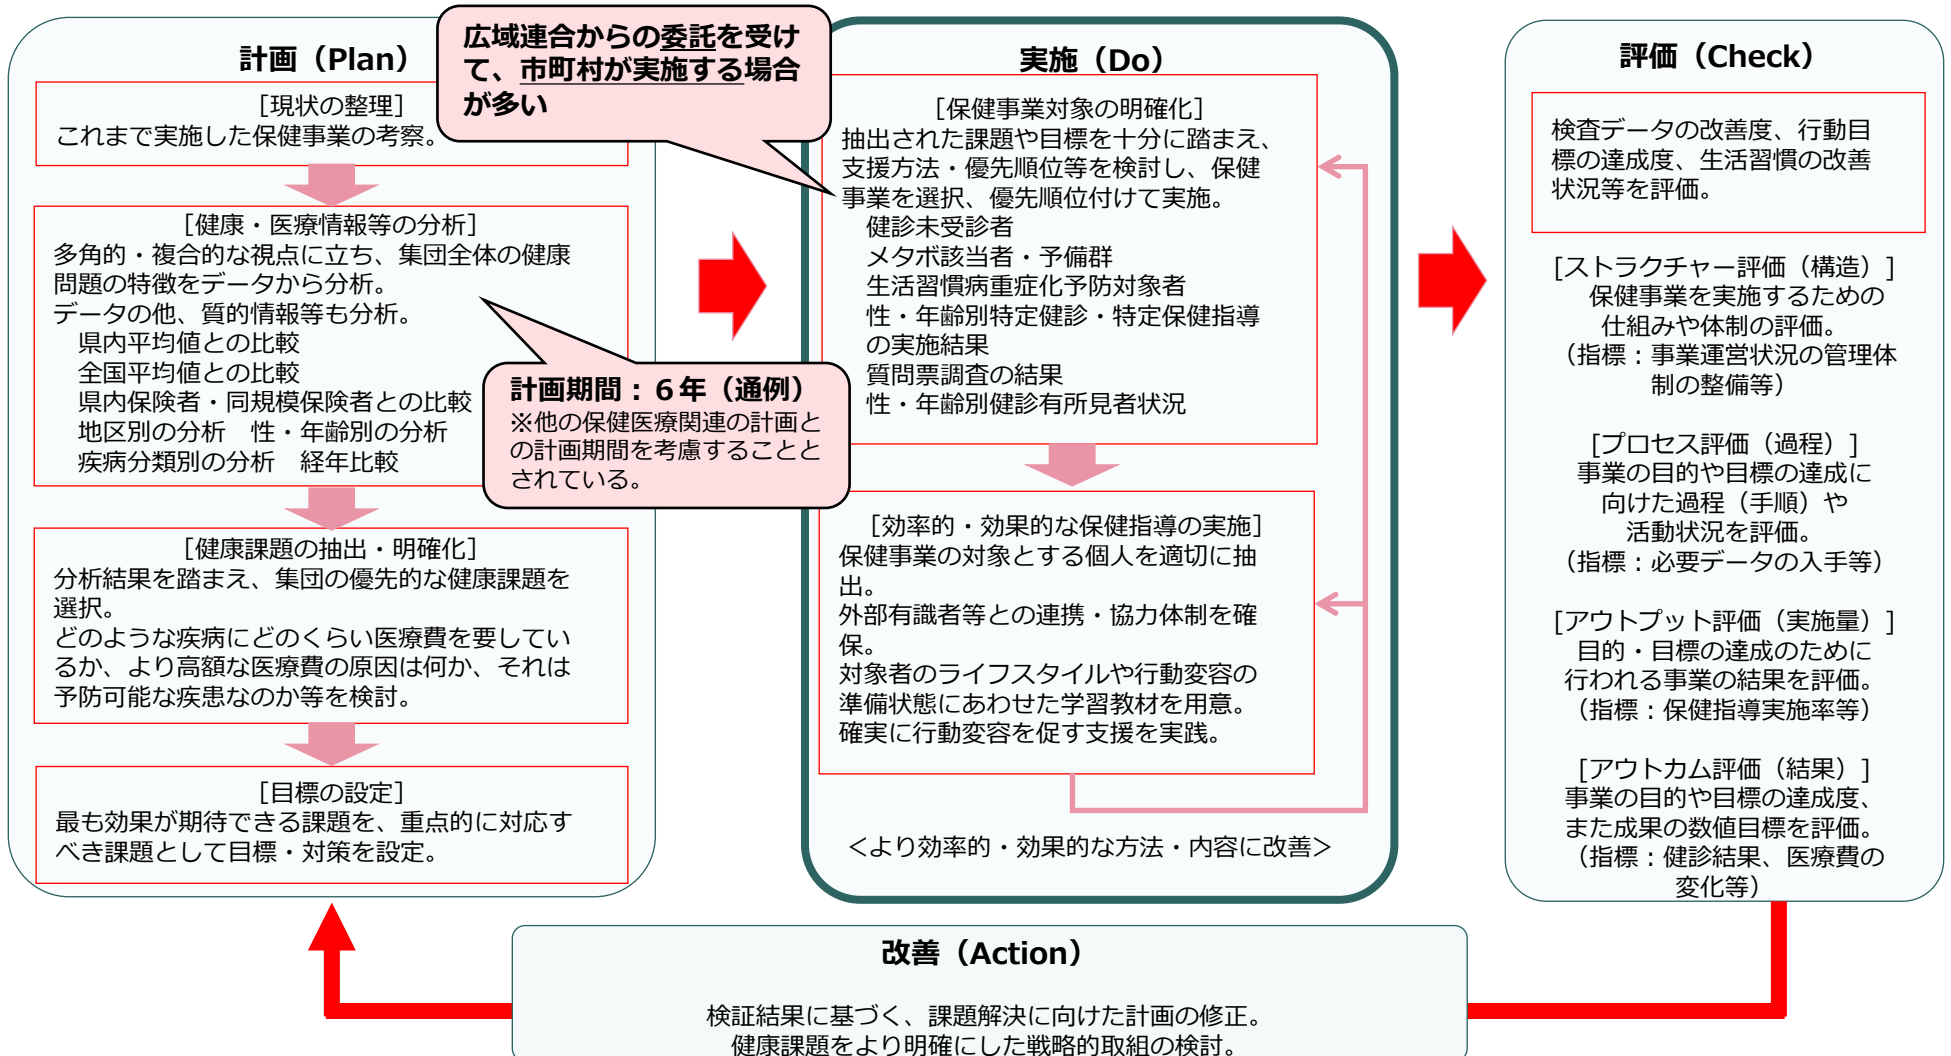 計画（Plan）
［現状の整理］
これまで実施した保健事業の考察。
［健康・医療情報等の分析］
多角的・複合的な視点に立ち、集団全体の健康
問題の特徴をデータから分析。
データの他、質的情報等も分析。
県内平均値との比較
全国平均値との比較
県内保険者・同規模保険者との比較
地区別の分析　性・年齢別の分析
疾病分類別の分析　経年比較
［健康課題の抽出・明確化］
分析結果を踏まえ、集団の優先的な健康課題を
選択。
どのような疾病にどのくらい医療費を要してい
るか、より高額な医療費の原因は何か、それは
予防可能な疾患なのか等を検討。
［目標の設定］
最も効果が期待できる課題を、重点的に対応す
べき課題として目標・対策を設定。
広域連合からの委託を受け
て、市町村が実施する場合
が多い
計画期間：６年（通例）
※他の保健医療関連の計画と
の計画期間を考慮することと
されている。
実施（Do）
［保健事業対象の明確化］
抽出された課題や目標を十分に踏まえ、
支援方法・優先順位等を検討し、保健
事業を選択、優先順位付けて実施。
健診未受診者
メタボ該当者・予備群
生活習慣病重症化予防対象者
性・年齢別特定健診・特定保健指導
の実施結果
質問票調査の結果
性・年齢別健診有所見者状況
［効率的・効果的な保健指導の実施］
保健事業の対象とする個人を適切に抽
出。
外部有識者等との連携・協力体制を確
保。
対象者のライフスタイルや行動変容の
準備状態にあわせた学習教材を用意。
確実に行動変容を促す支援を実践。
＜より効率的・効果的な方法・内容に改善＞
評価（Check）
検査データの改善度、行動目
標の達成度、生活習慣の改善
状況等を評価。
[ストラクチャー評価（構造）]
保健事業を実施するための
仕組みや体制の評価。
（指標：事業運営状況の管理体
制の整備等）
[プロセス評価（過程）]
事業の目的や目標の達成に
向けた過程（手順）や
活動状況を評価。
（指標：必要データの入手等）
[アウトプット評価（実施量）]
目的・目標の達成のために
行われる事業の結果を評価。
（指標：保健指導実施率等）
[アウトカム評価（結果）]
事業の目的や目標の達成度、
また成果の数値目標を評価。
（指標：健診結果、医療費の
変化等）
改善（Action）
検証結果に基づく、課題解決に向けた計画の修正。
健康課題をより明確にした戦略的取組の検討。